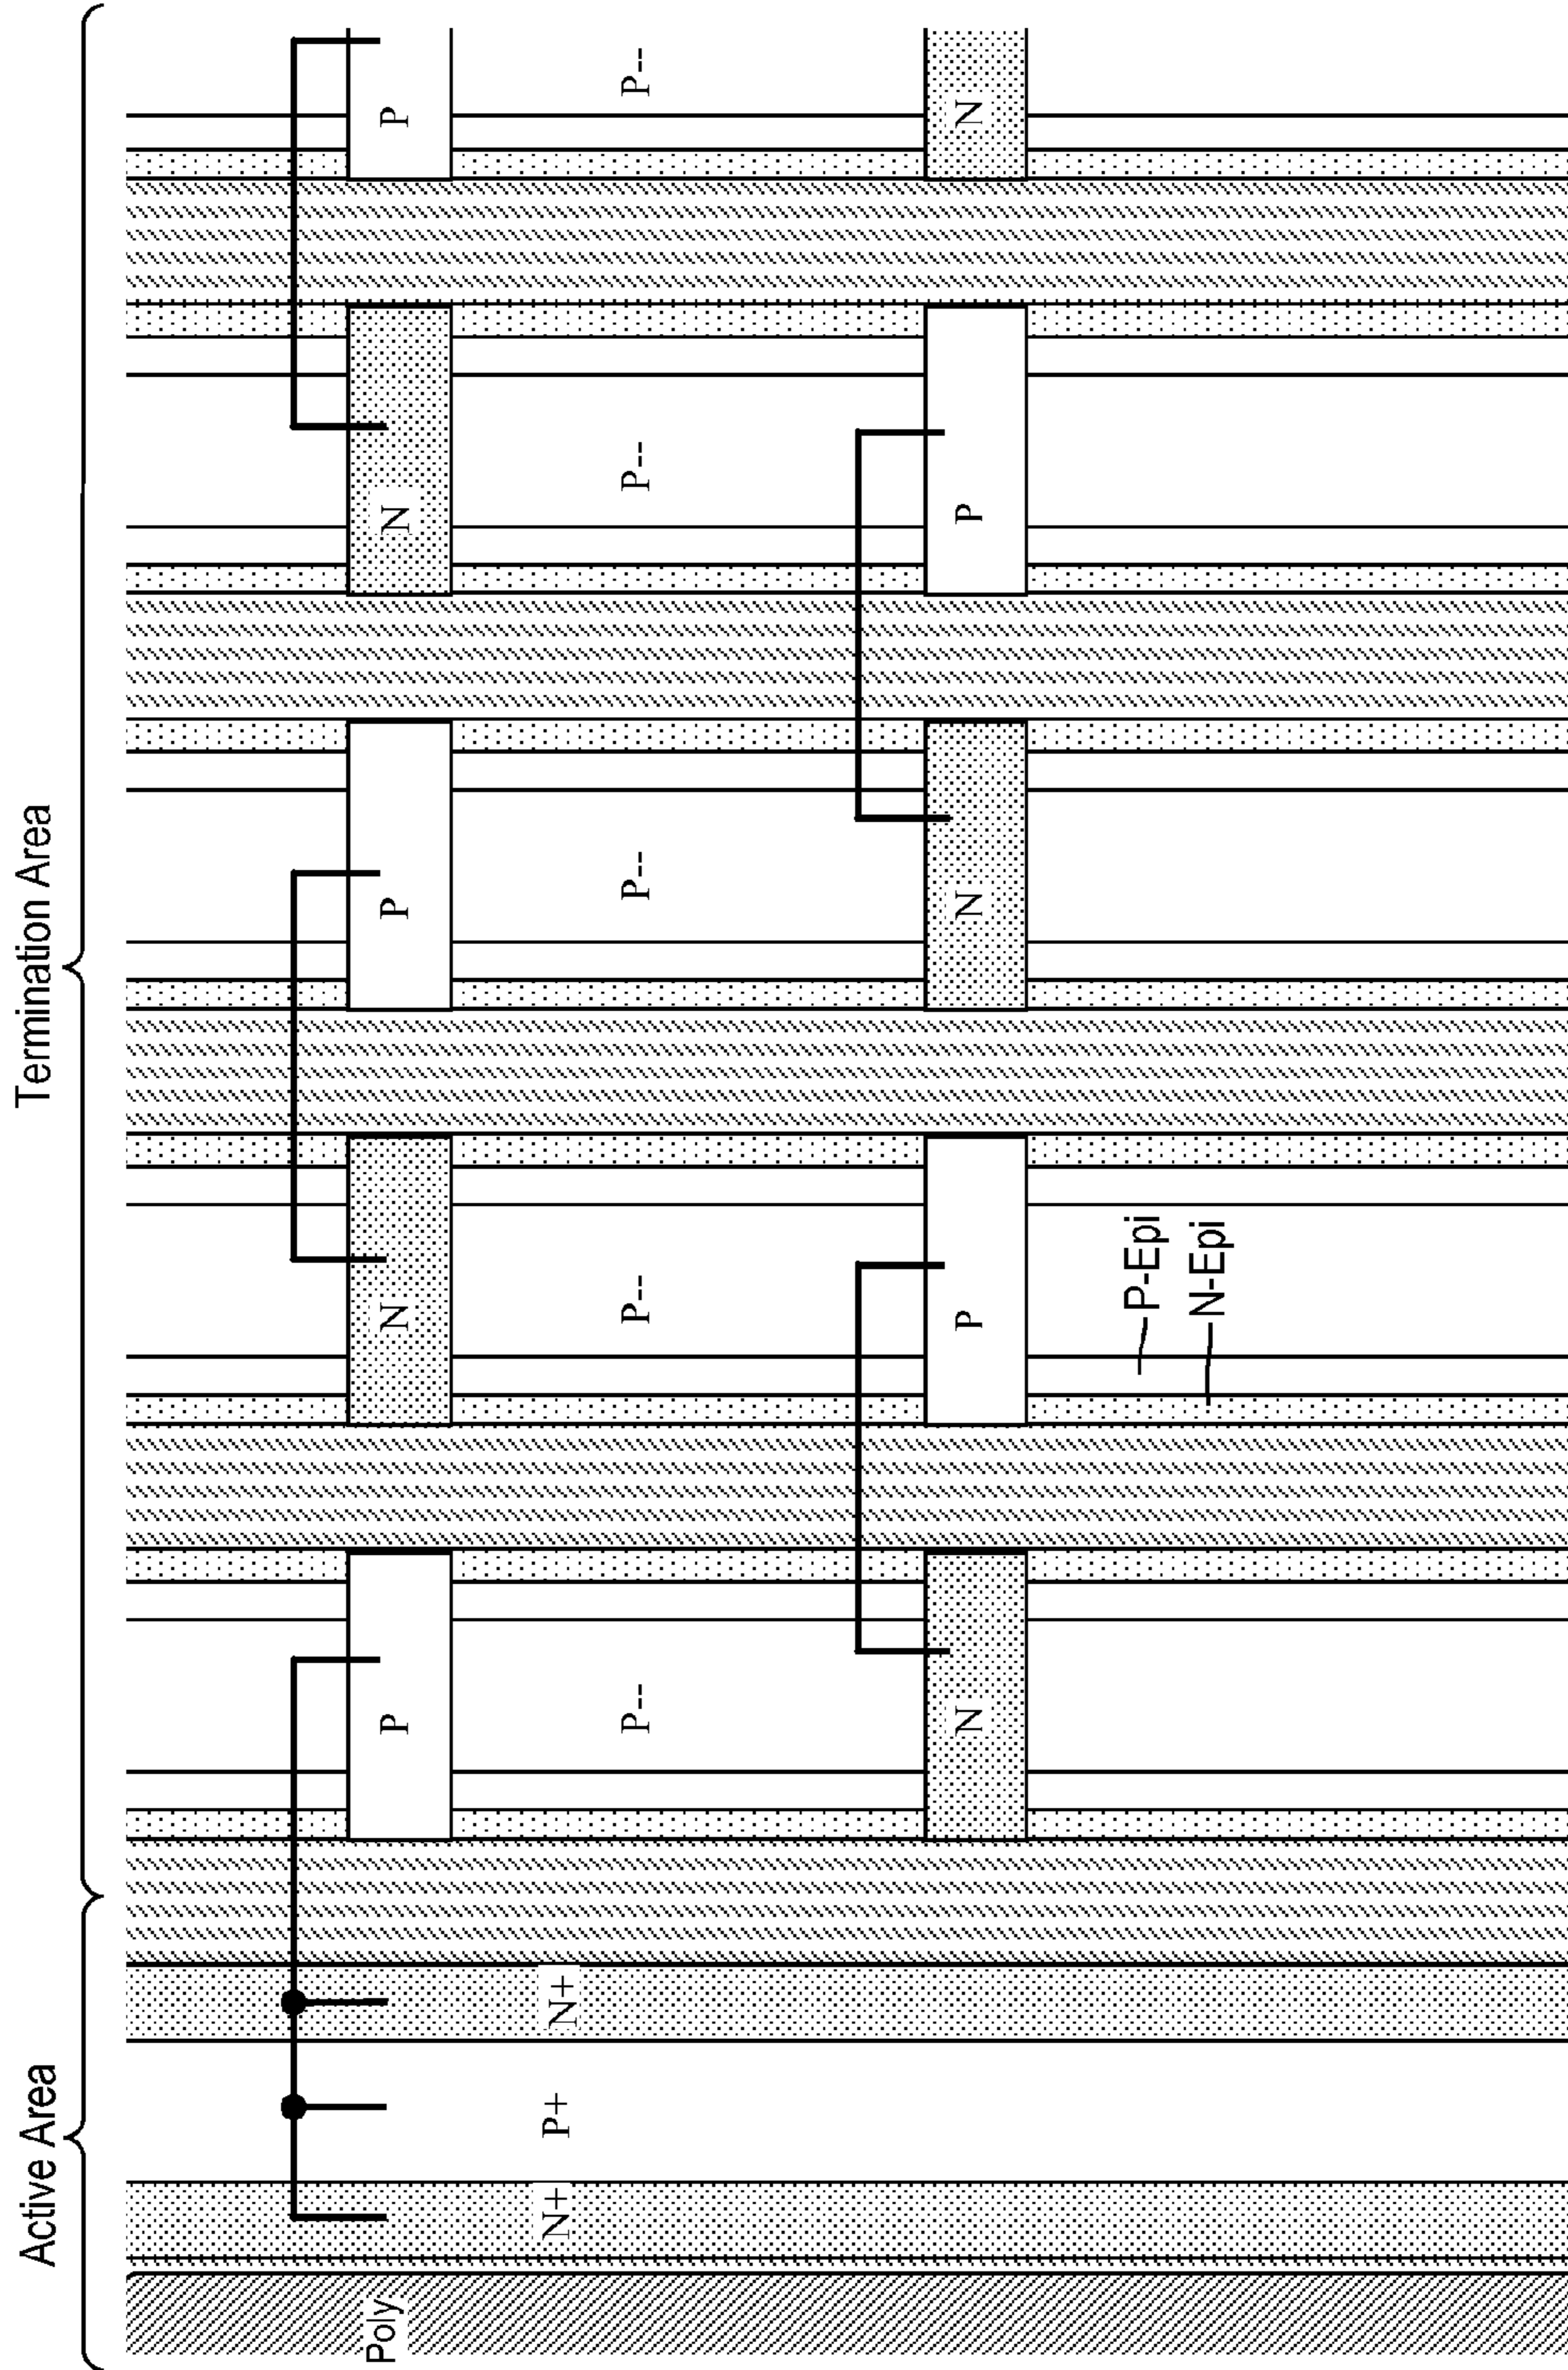 Active Area
Termination Area
Poly
P
N
P
N
P
N+
P+
N+
P--
P--
P--
P--
P--
N
P
N
P
N
P-Epi
N-Epi